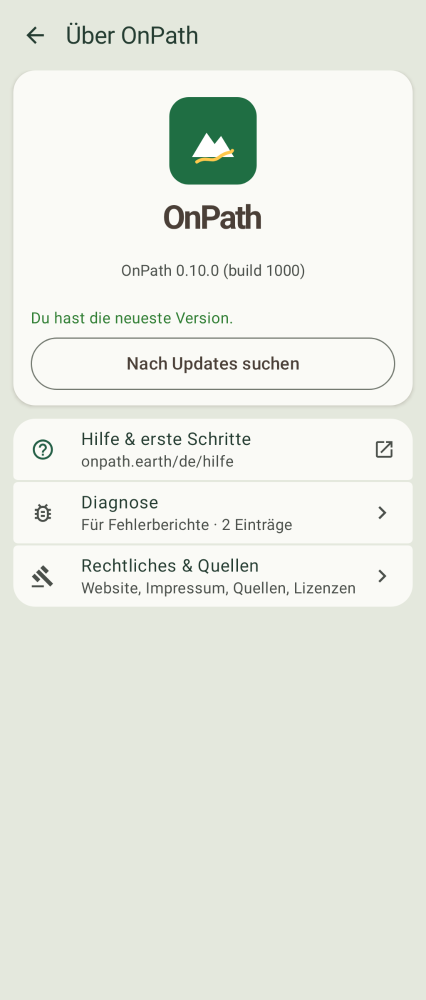 Über OnPath
OnPath
OnPath 0.10.0 (build 1000)
Du hast die neueste Version.
Nach Updates suchen
Hilfe & erste Schritte
onpath.earth/de/hilfe
Diagnose
Für Fehlerberichte · 2 Einträge
Rechtliches & Quellen
Website, Impressum, Quellen, Lizenzen